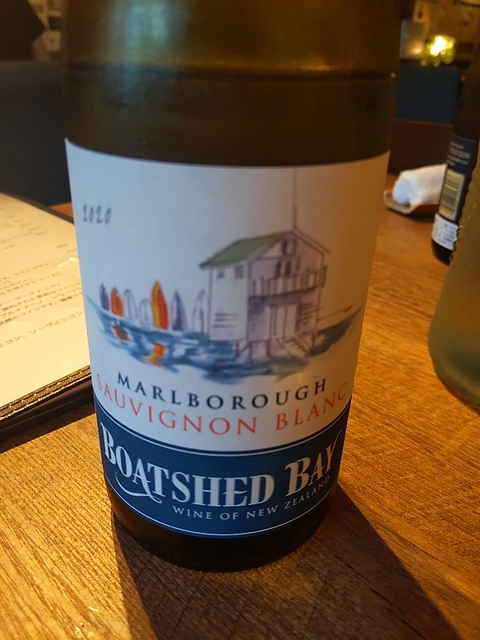 2020
MARLBOROUGH
SAUVIGNON BLANC
BOATSHED BAY
WINE OF NEW ZEALAND